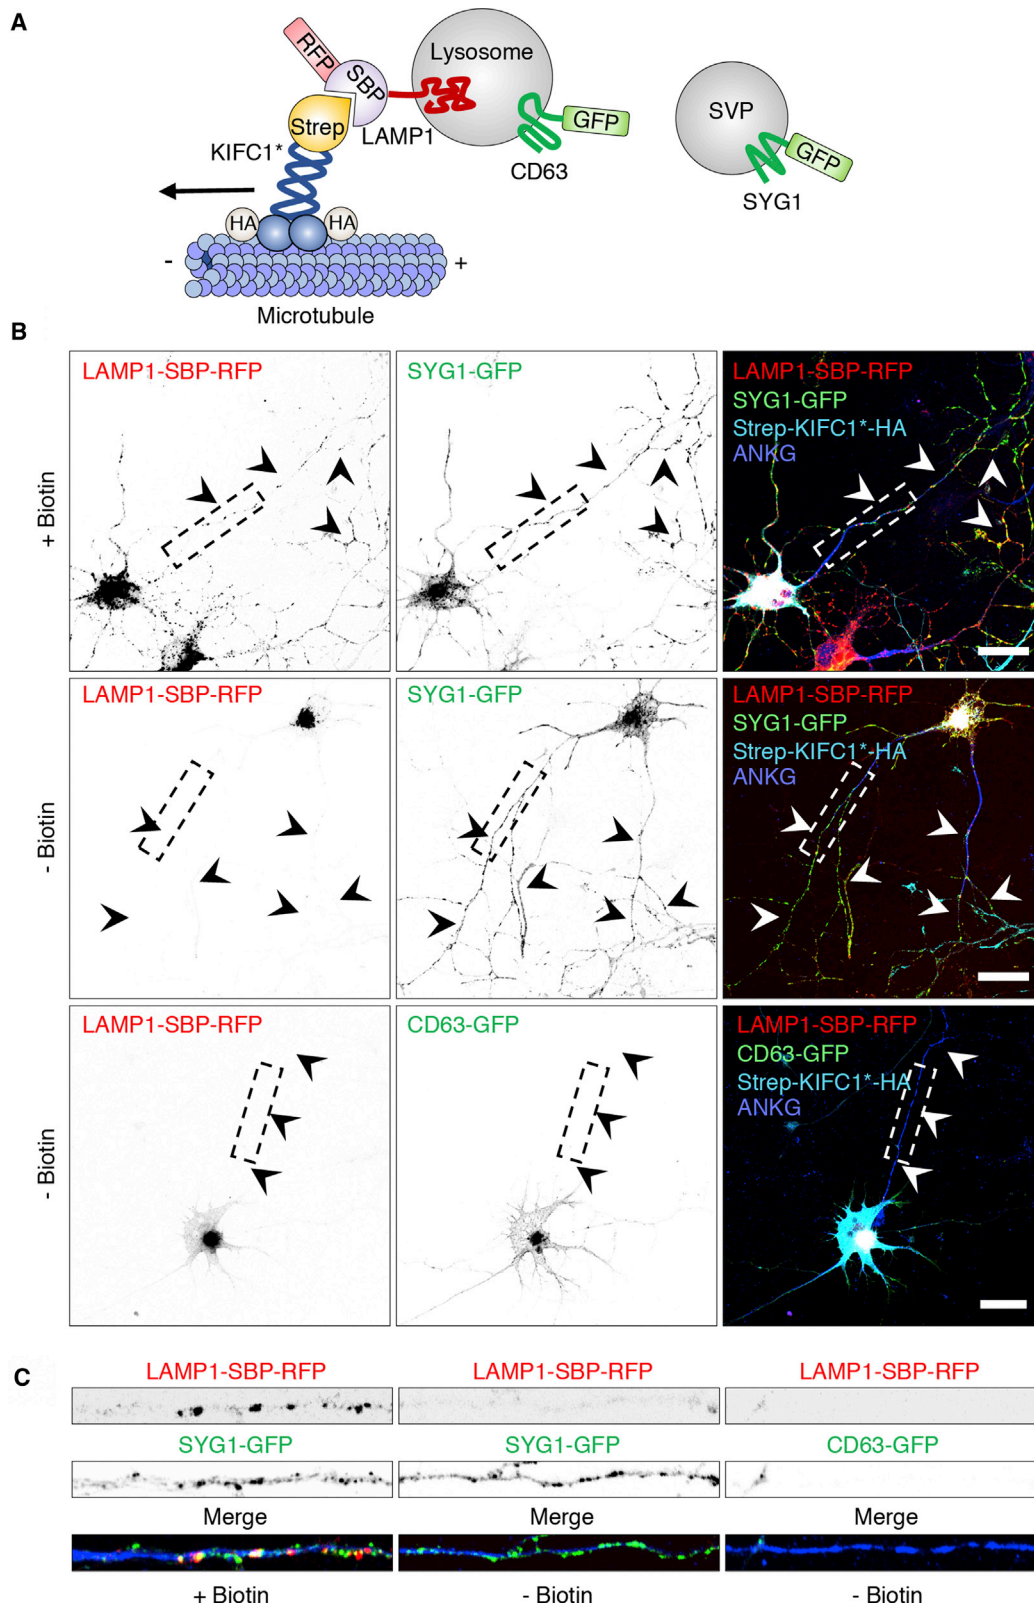 A
RFP
SBP
Strep
LAMP1
KIFC1*
Lysosome
GFP
CD63
SVP
GFP
SYG1
HA
HA
-
+
Microtubule
B
+ Biotin
LAMP1-SBP-RFP
SYG1-GFP
LAMP1-SBP-RFP
SYG1-GFP
Strep-KIFC1*-HA
ANKG
- Biotin
LAMP1-SBP-RFP
SYG1-GFP
LAMP1-SBP-RFP
SYG1-GFP
Strep-KIFC1*-HA
ANKG
- Biotin
LAMP1-SBP-RFP
CD63-GFP
LAMP1-SBP-RFP
CD63-GFP
Strep-KIFC1*-HA
ANKG
C
LAMP1-SBP-RFP
LAMP1-SBP-RFP
LAMP1-SBP-RFP
SYG1-GFP
SYG1-GFP
CD63-GFP
Merge
Merge
Merge
+ Biotin
- Biotin
- Biotin